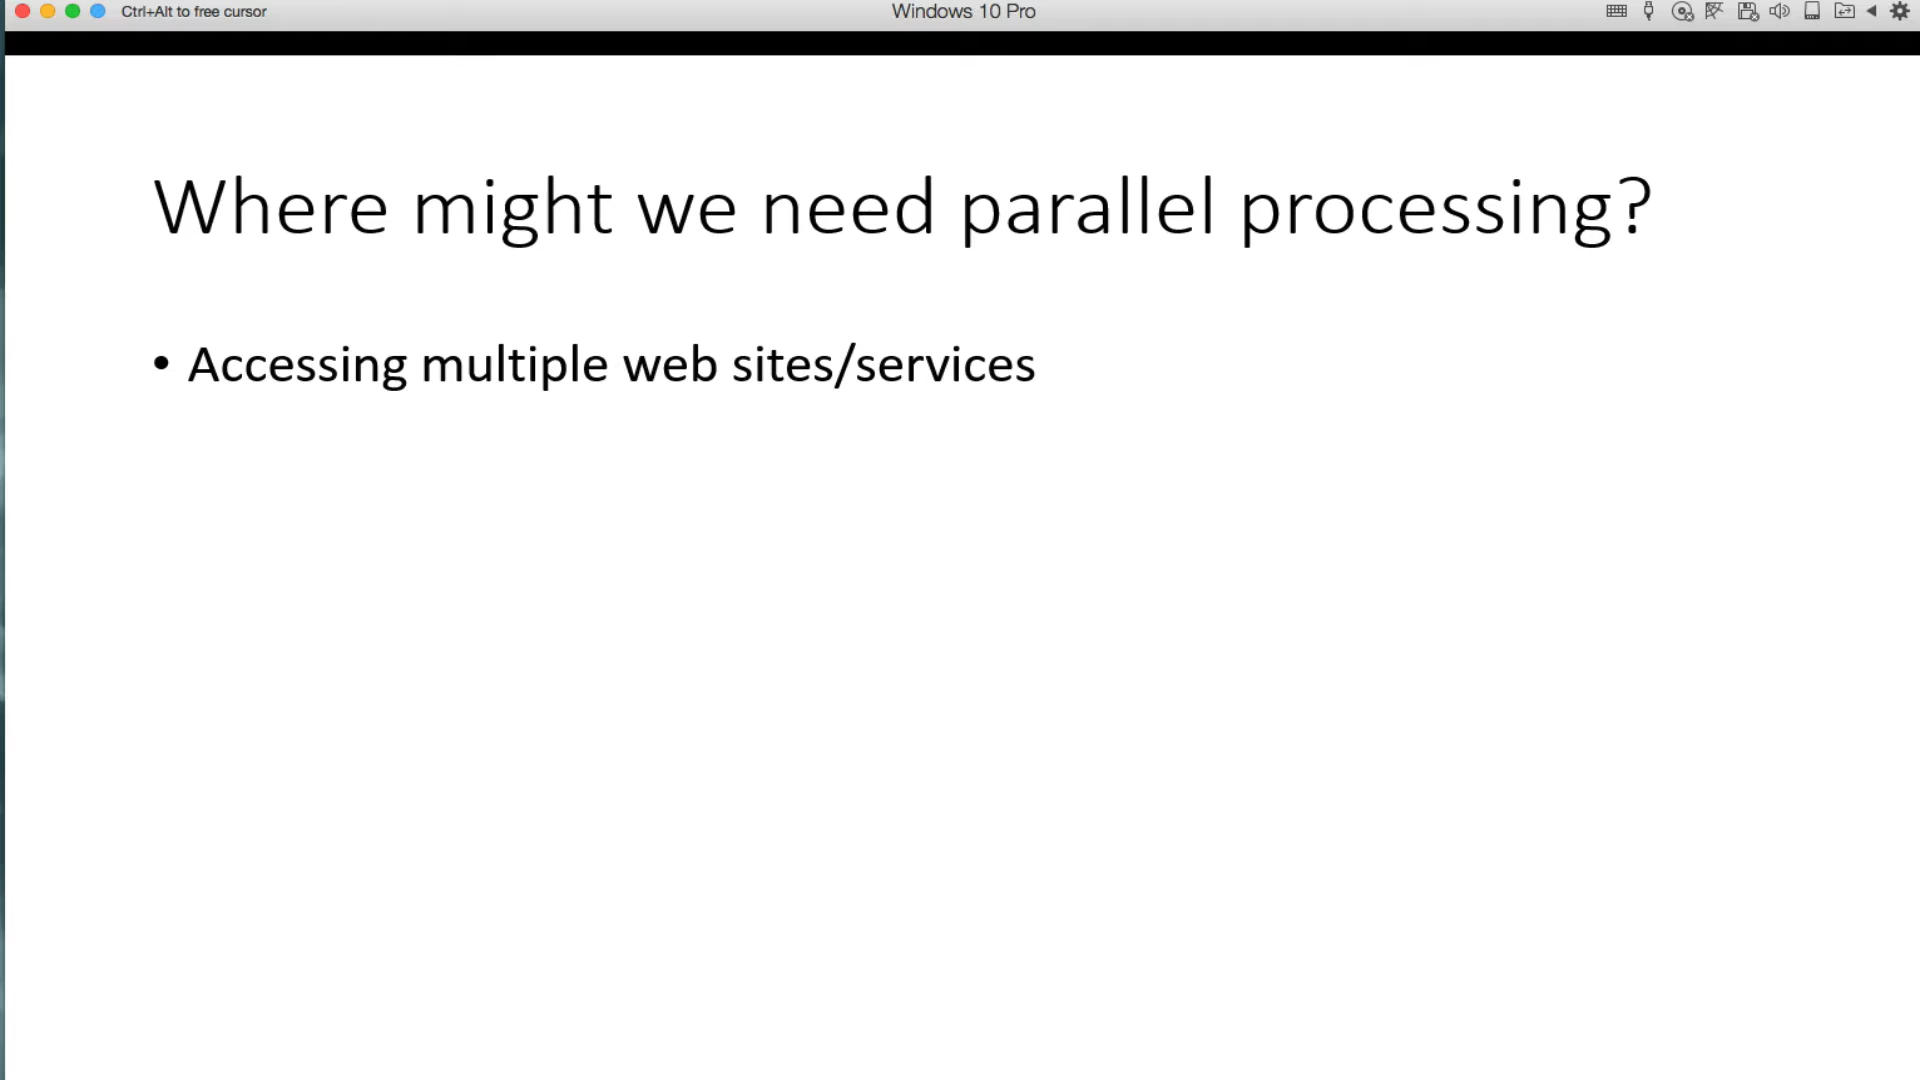 Ctrl+Alt to free cursor
Windows 10 Pro
Where might we need parallel processing?
• Accessing multiple web sites/services